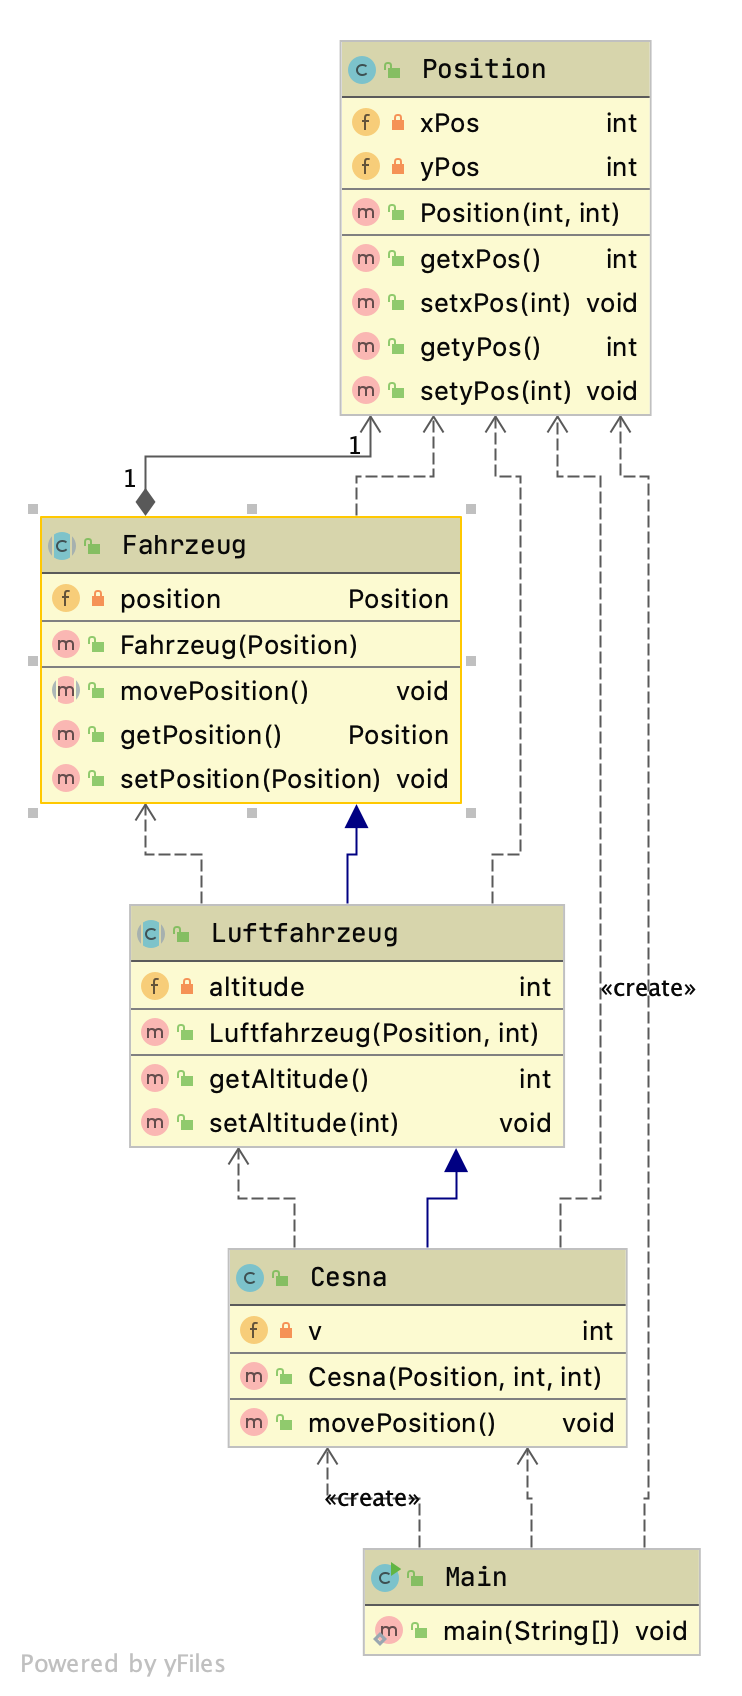 Position
xPos int
yPos int
Position(int, int)
getxPos() int
setxPos(int) void
getyPos() int
setyPos(int) void
1
1
Fahrzeug
position Position
Fahrzeug(Position)
movePosition() void
getPosition() Position
setPosition(Position) void
Luftfahrzeug
altitude int
«create»
Luftfahrzeug(Position, int)
getAltitude() int
setAltitude(int) void
Cesna
v int
Cesna(Position, int, int)
movePosition() void
«create»
Main
main(String[]) void
Powered by yFiles